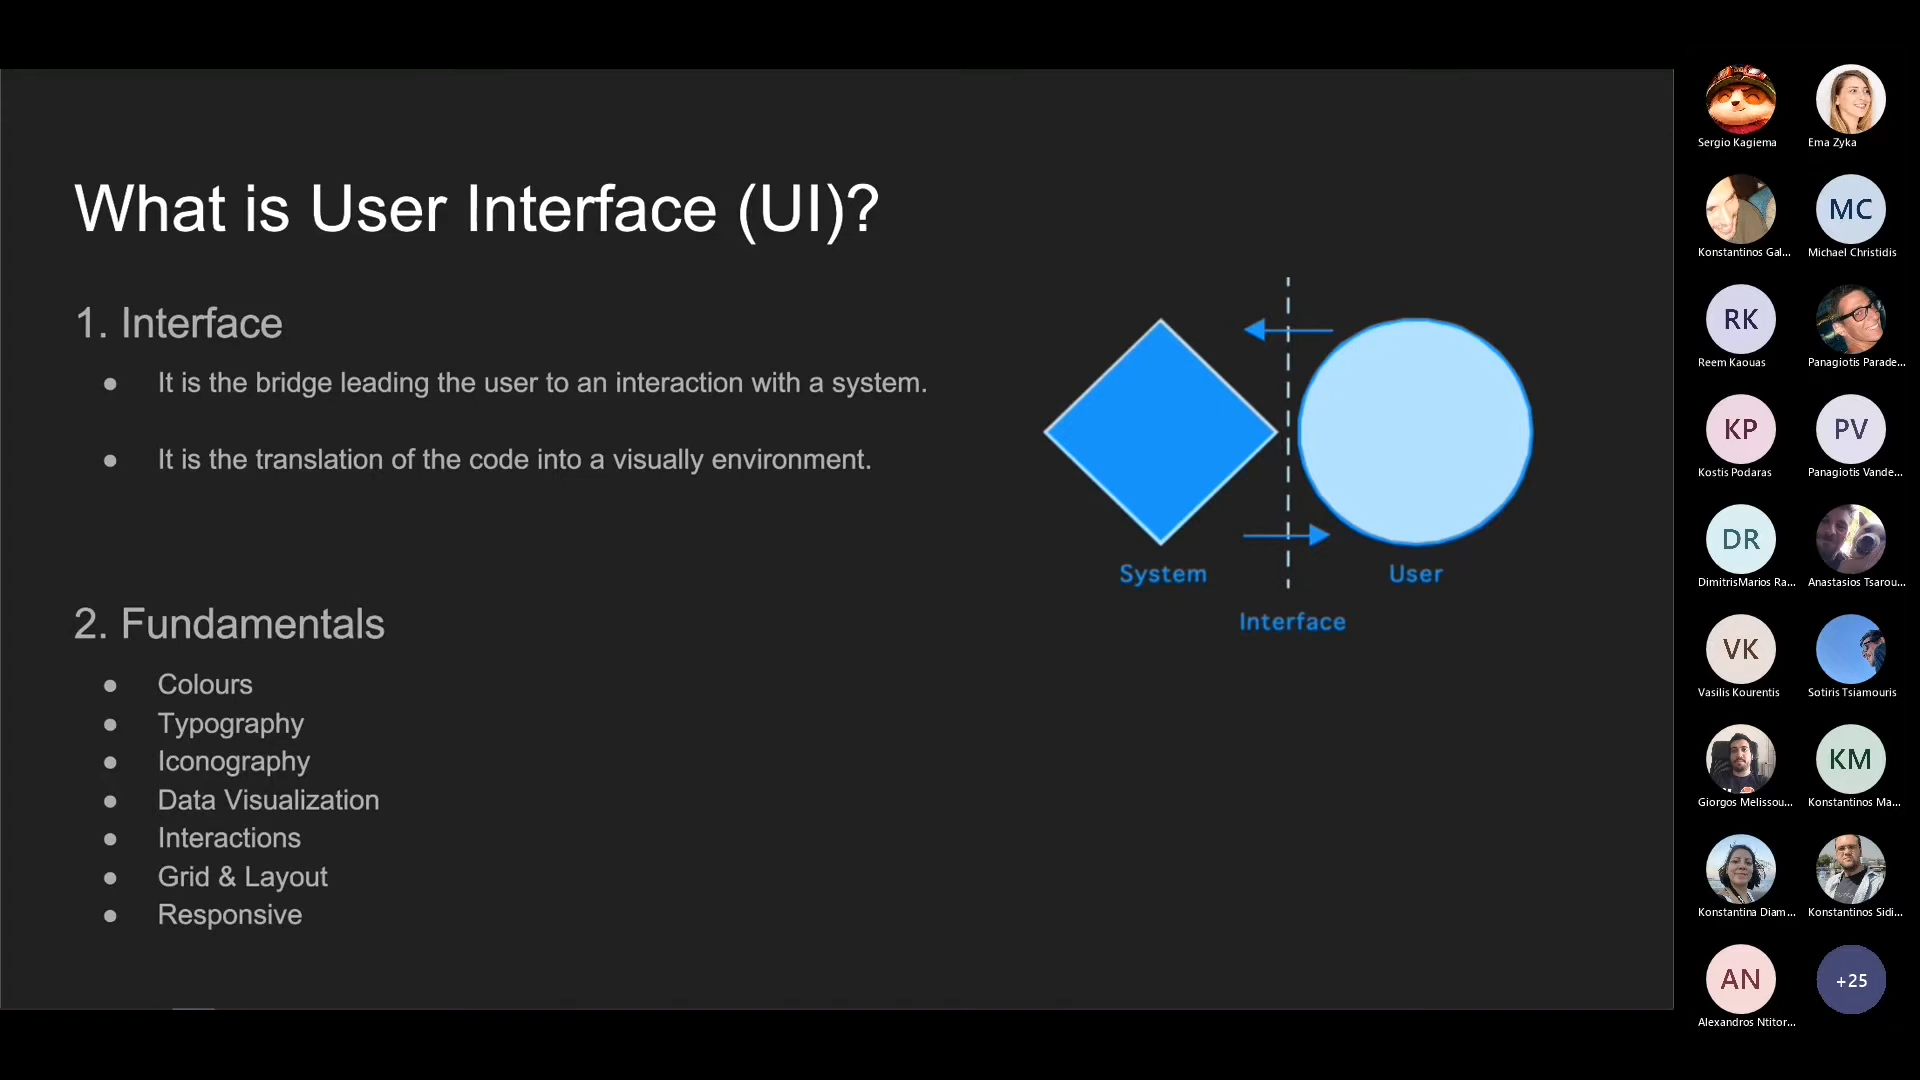 What is User Interface (UI)?
1. Interface
● It is the bridge leading the user to an interaction with a system.
● It is the translation of the code into a visually environment.
2. Fundamentals
● Colours
● Typography
● Iconography
● Data Visualization
● Interactions
● Grid & Layout
● Responsive
System
User
Interface
Sergio Kagiema
Ema Zyka
Konstantinos Gal...
MC
Michael Christidis
RK
Reem Kaouas
Panagiotis Parade...
KP
Kostis Podaras
PV
Panagiotis Vande...
DR
DimitrisMarios Ra...
Anastasios Tsarou...
VK
Vasilis Kourentis
Sotiris Tsiamouris
Giorgos Melissou...
KM
Konstantinos Ma...
Konstantina Diam...
Konstantinos Sidi...
AN
Alexandros Ntitor...
+25